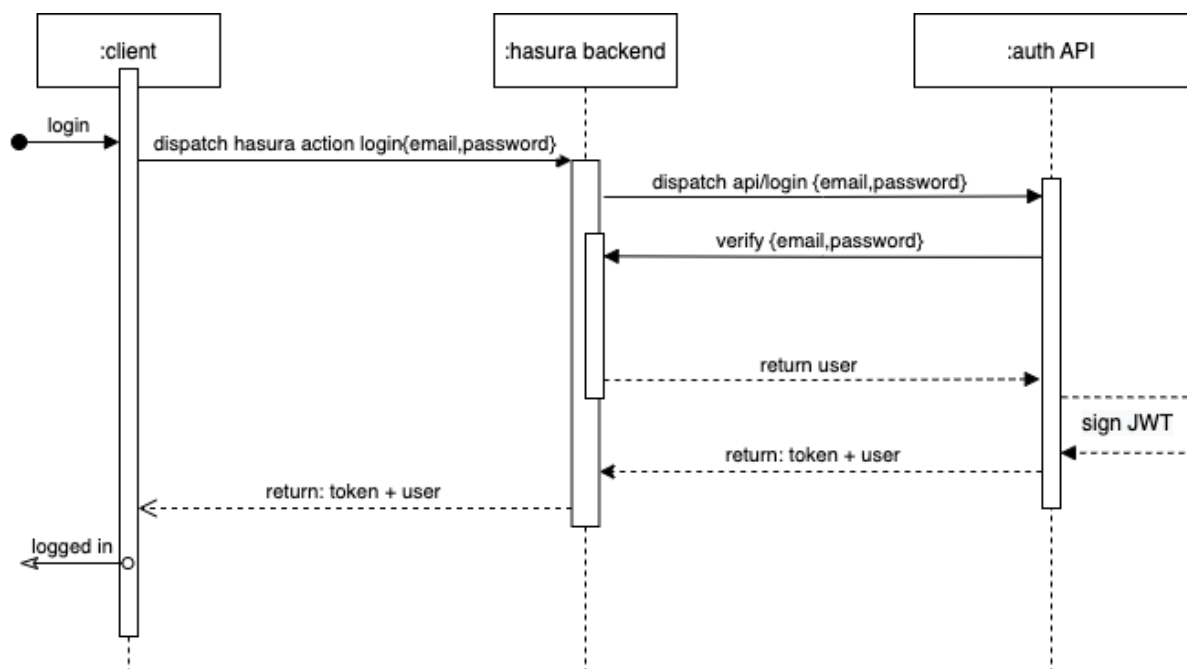 :client
:hasura backend
:auth API
login
dispatch hasura action login{email,password}
dispatch api/login {email,password}
verify {email,password}
return user
sign JWT
return: token + user
return: token + user
logged in